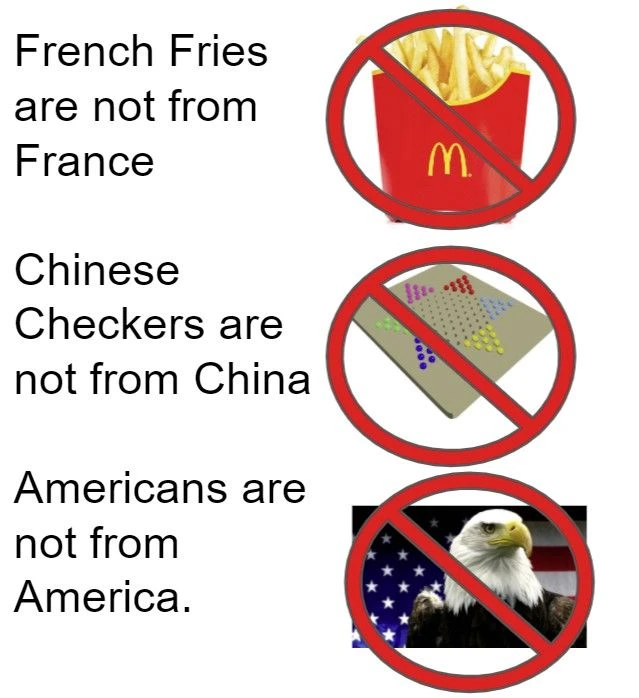 French Fries
are not from
France
Chinese
Checkers are
not from China
Americans are
not from
America.